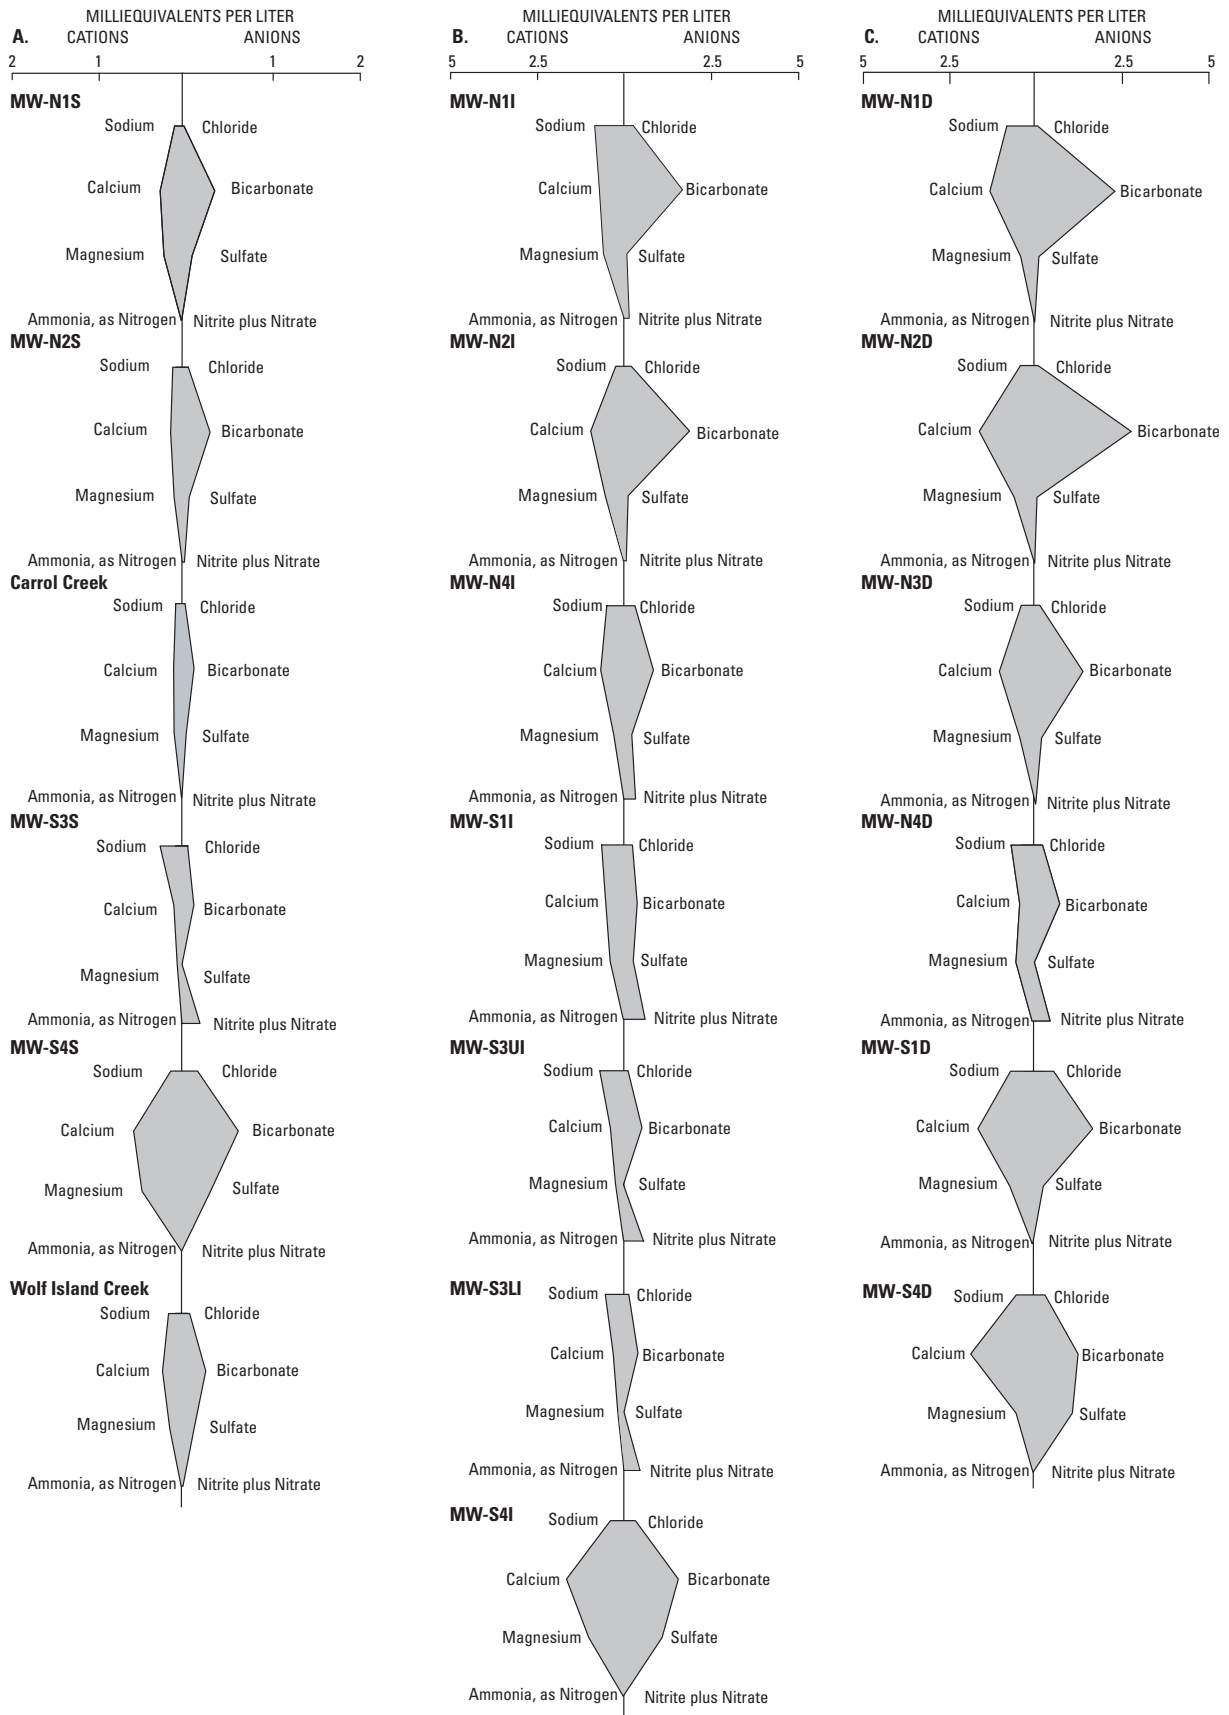 MILLIEQUIVALENTS PER LITER
A. CATIONS ANIONS
2 1 1 2
MW-N1S
Sodium Chloride
Calcium Bicarbonate
Magnesium Sulfate
Ammonia, as Nitrogen Nitrite plus Nitrate
MW-N2S
Sodium Chloride
Calcium Bicarbonate
Magnesium Sulfate
Ammonia, as Nitrogen Nitrite plus Nitrate
Carrol Creek
Sodium Chloride
Calcium Bicarbonate
Magnesium Sulfate
Ammonia, as Nitrogen Nitrite plus Nitrate
MW-S3S
Sodium Chloride
Calcium Bicarbonate
Magnesium Sulfate
Ammonia, as Nitrogen Nitrite plus Nitrate
MW-S4S
Sodium Chloride
Calcium Bicarbonate
Magnesium Sulfate
Ammonia, as Nitrogen Nitrite plus Nitrate
Wolf Island Creek
Sodium Chloride
Calcium Bicarbonate
Magnesium Sulfate
Ammonia, as Nitrogen Nitrite plus Nitrate
MILLIEQUIVALENTS PER LITER
B. CATIONS ANIONS
5 2.5 2.5 5
MW-N1I
Sodium Chloride
Calcium Bicarbonate
Magnesium Sulfate
Ammonia, as Nitrogen Nitrite plus Nitrate
MW-N2I
Sodium Chloride
Calcium Bicarbonate
Magnesium Sulfate
Ammonia, as Nitrogen Nitrite plus Nitrate
MW-N4I
Sodium Chloride
Calcium Bicarbonate
Magnesium Sulfate
Ammonia, as Nitrogen Nitrite plus Nitrate
MW-S1I
Sodium Chloride
Calcium Bicarbonate
Magnesium Sulfate
Ammonia, as Nitrogen Nitrite plus Nitrate
MW-S3UI
Sodium Chloride
Calcium Bicarbonate
Magnesium Sulfate
Ammonia, as Nitrogen Nitrite plus Nitrate
MW-S3LI
Sodium Chloride
Calcium Bicarbonate
Magnesium Sulfate
Ammonia, as Nitrogen Nitrite plus Nitrate
MW-S4I
Sodium Chloride
Calcium Bicarbonate
Magnesium Sulfate
Ammonia, as Nitrogen Nitrite plus Nitrate
MILLIEQUIVALENTS PER LITER
C. CATIONS ANIONS
5 2.5 2.5 5
MW-N1D
Sodium Chloride
Calcium Bicarbonate
Magnesium Sulfate
Ammonia, as Nitrogen Nitrite plus Nitrate
MW-N2D
Sodium Chloride
Calcium Bicarbonate
Magnesium Sulfate
Ammonia, as Nitrogen Nitrite plus Nitrate
MW-N3D
Sodium Chloride
Calcium Bicarbonate
Magnesium Sulfate
Ammonia, as Nitrogen Nitrite plus Nitrate
MW-N4D
Sodium Chloride
Calcium Bicarbonate
Magnesium Sulfate
Ammonia, as Nitrogen Nitrite plus Nitrate
MW-S1D
Sodium Chloride
Calcium Bicarbonate
Magnesium Sulfate
Ammonia, as Nitrogen Nitrite plus Nitrate
MW-S4D
Sodium Chloride
Calcium Bicarbonate
Magnesium Sulfate
Ammonia, as Nitrogen Nitrite plus Nitrate